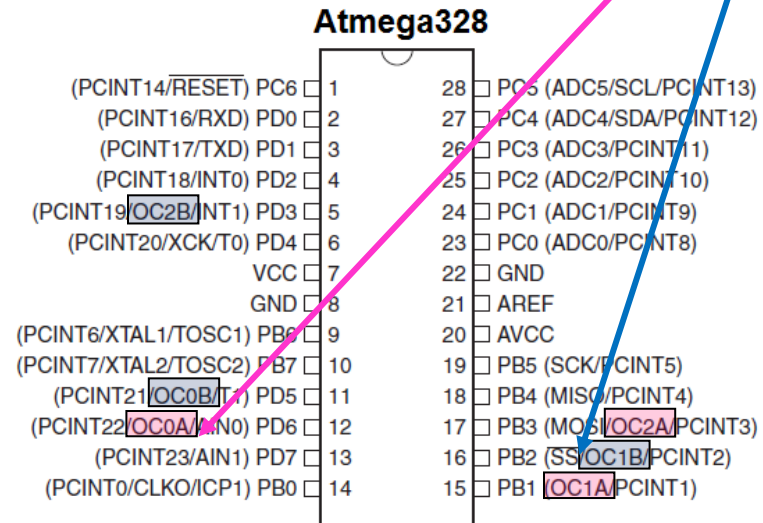 Atmega328
(PCINT14/RESET) PC6 1 28 PC5 (ADC5/SCL/PCINT13)
(PCINT16/RXD) PD0 2 27 PC4 (ADC4/SDA/PCINT12)
(PCINT17/TXD) PD1 3 26 PC3 (ADC3/PCINT11)
(PCINT18/INT0) PD2 4 25 PC2 (ADC2/PCINT10)
(PCINT19/OC2B/INT1) PD3 5 24 PC1 (ADC1/PCINT9)
(PCINT20/XCK/T0) PD4 6 23 PC0 (ADC0/PCINT8)
VCC 7 22 GND
GND 8 21 AREF
(PCINT6/XTAL1/TOSC1) PB6 9 20 AVCC
(PCINT7/XTAL2/TOSC2) PB7 10 19 PB5 (SCK/PCINT5)
(PCINT21/OC0B/T1) PD5 11 18 PB4 (MISO/PCINT4)
(PCINT22/OC0A/AIN0) PD6 12 17 PB3 (MOSI/OC2A/PCINT3)
(PCINT23/AIN1) PD7 13 16 PB2 (SS/OC1B/PCINT2)
(PCINT0/CLKO/ICP1) PB0 14 15 PB1 (OC1A/PCINT1)